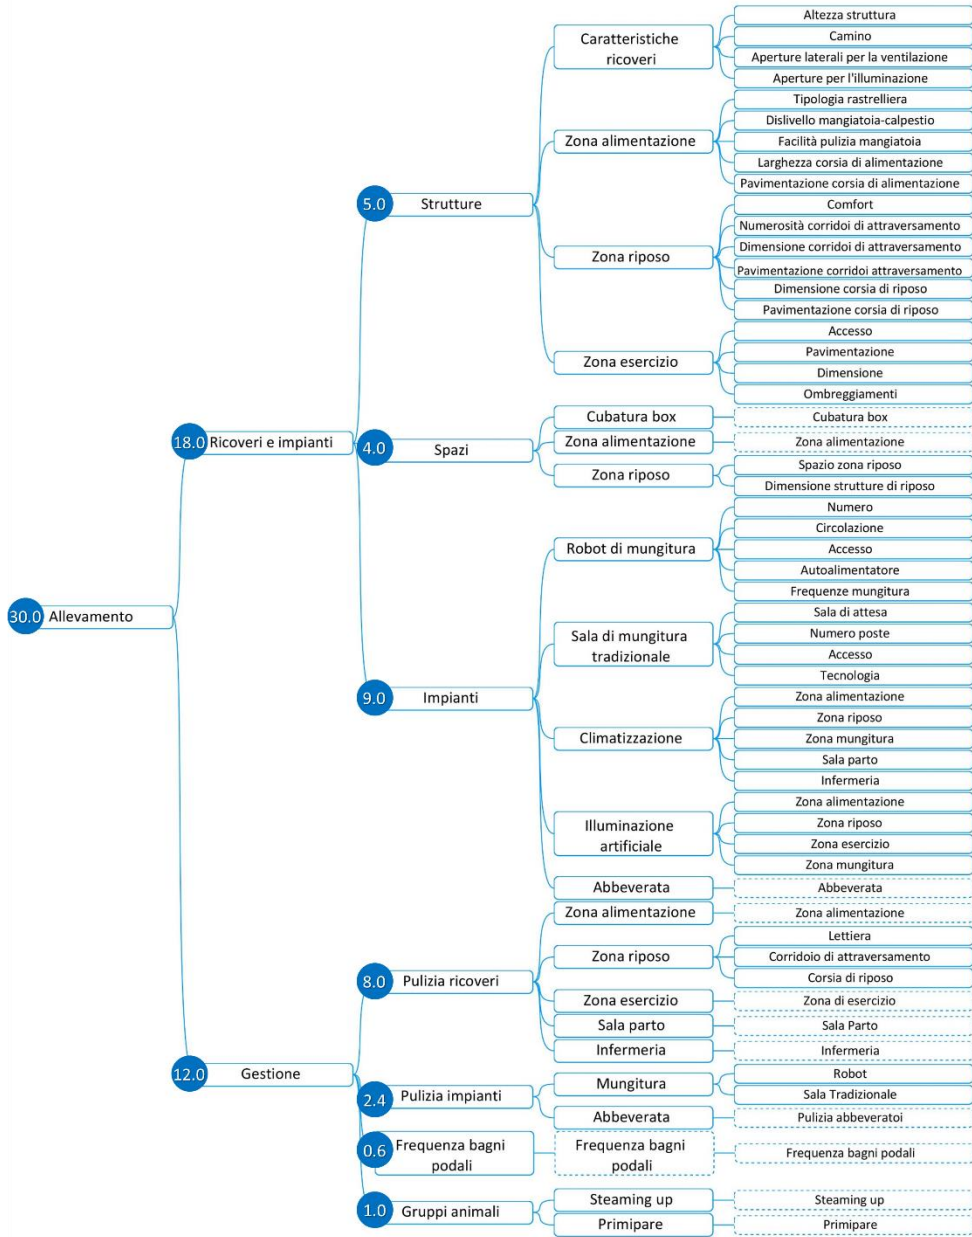 30.0 Allevamento
18.0 Ricoveri e impianti
5.0 Strutture
Caratteristiche
ricoveri
Altezza struttura
Camino
Aperture laterali per la ventilazione
Aperture per l'illuminazione
Zona alimentazione
Tipologia rastrelliera
Dislivello mangiatoia-calpestio
Facilità pulizia mangiatoia
Larghezza corsia di alimentazione
Pavimentazione corsia di alimentazione
Zona riposo
Comfort
Numerosità corridoi di attraversamento
Dimensione corridoi di attraversamento
Pavimentazione corridoi attraversamento
Dimensione corsia di riposo
Pavimentazione corsia di riposo
Zona esercizio
Accesso
Pavimentazione
Dimensione
Ombreggiamenti
4.0 Spazi
Cubatura box
Cubatura box
Zona alimentazione
Zona alimentazione
Zona riposo
Spazio zona riposo
Dimensione strutture di riposo
9.0 Impianti
Robot di mungitura
Numero
Circolazione
Accesso
Autoalimentatore
Frequenze mungitura
Sala di mungitura
tradizionale
Sala di attesa
Numero poste
Accesso
Tecnologia
Climatizzazione
Zona alimentazione
Zona riposo
Zona mungitura
Sala parto
Infermeria
Illuminazione
artificiale
Zona alimentazione
Zona riposo
Zona esercizio
Zona mungitura
Abbeverata
Abbeverata
12.0 Gestione
8.0 Pulizia ricoveri
Zona alimentazione
Zona alimentazione
Zona riposo
Lettiera
Corridoio di attraversamento
Corsia di riposo
Zona esercizio
Zona di esercizio
Sala parto
Sala Parto
Infermeria
Infermeria
2.4 Pulizia impianti
Mungitura
Robot
Sala Tradizionale
Abbeverata
Pulizia abbeveratoi
0.6 Frequenza bagni
podali
Frequenza bagni
podali
Frequenza bagni podali
1.0 Gruppi animali
Steaming up
Steaming up
Primipare
Primipare